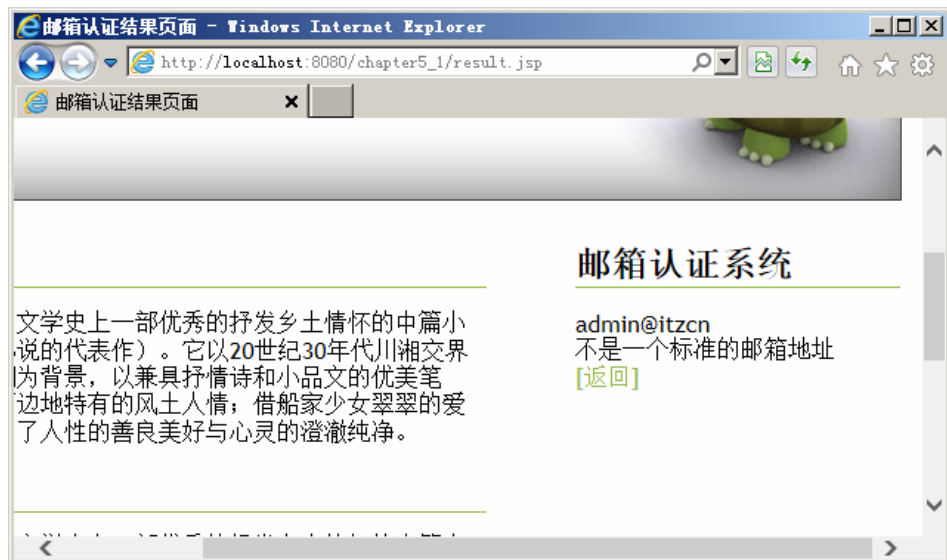 邮箱认证结果页面 - Windows Internet Explorer
http://localhost:8080/chapter5_1/result.jsp
邮箱认证结果页面
文学史上一部优秀的抒发乡土情怀的中篇小
说的代表作）。它以20世纪30年代川湘交界
为背景，以兼具抒情诗和小品文的优美笔
边地特有的风土人情；借船家少女翠翠的爱
了人性的善良美好与心灵的澄澈纯净。
邮箱认证系统
admin@itzcn
不是一个标准的邮箱地址
[返回]